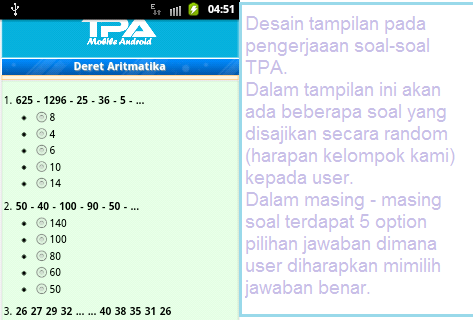 04:51
TPA
Mobile Android
Deret Aritmatika
1. 625 - 1296 - 25 - 36 - 5 - ...
8
4
6
10
14
2. 50 - 40 - 100 - 90 - 50 - ...
140
100
80
60
50
3. 26 27 29 32 ... ... 40 38 35 31 26
Desain tampilan pada
pengerjaaan soal-soal
TPA.
Dalam tampilan ini akan
ada beberapa soal yang
disajikan secara random
(harapan kelompok kami)
kepada user.
Dalam masing - masing
soal terdapat 5 option
pilihan jawaban dimana
user diharapkan mimilih
jawaban benar.